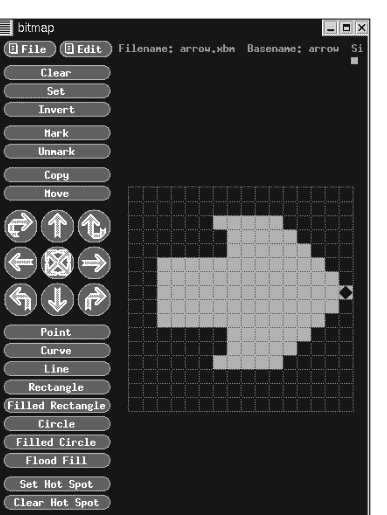 bitmap
File Edit Filename: arrow.xbm Basename: arrow Si
Clear
Set
Invert
Mark
Unmark
Copy
Move
Point
Curve
Line
Rectangle
Filled Rectangle
Circle
Filled Circle
Flood Fill
Set Hot Spot
Clear Hot Spot